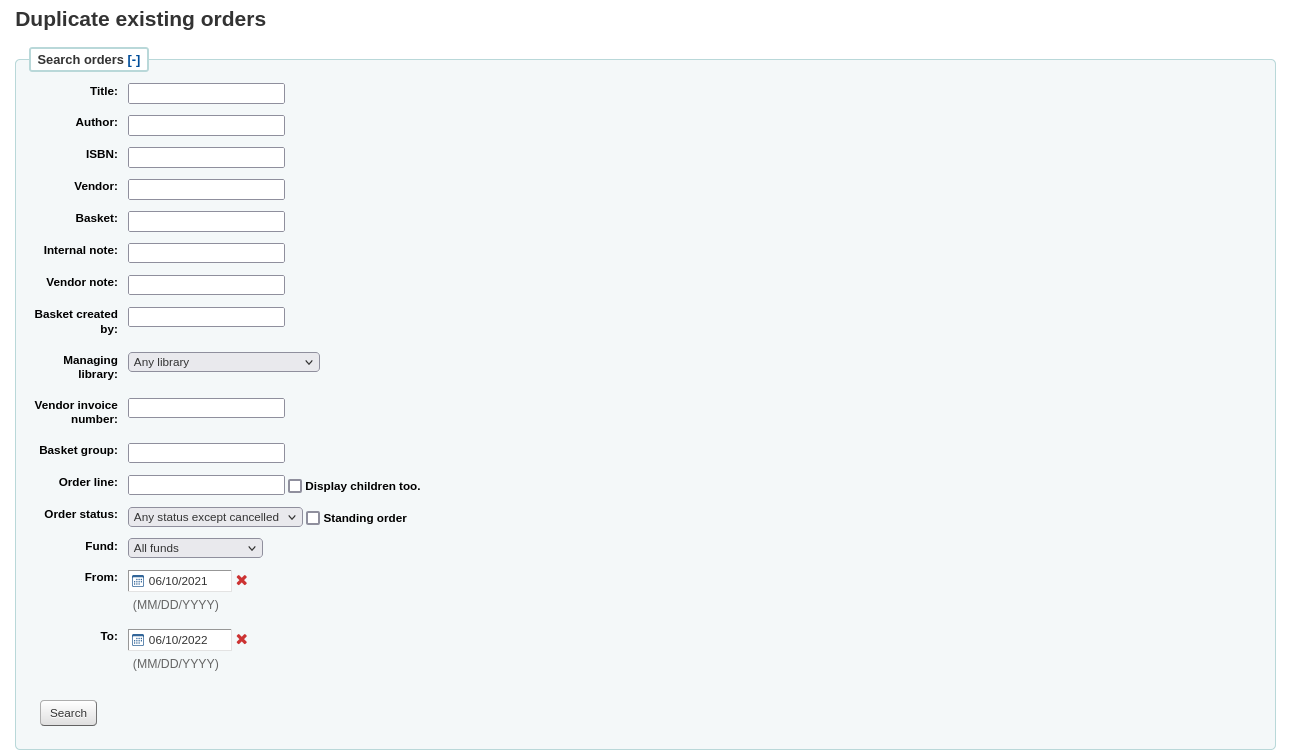 Duplicate existing orders
Search orders [-]
Title:
Author:
ISBN:
Vendor:
Basket:
Internal note:
Vendor note:
Basket created
by:
Managing
library:
Any library
Vendor invoice
number:
Basket group:
Order line:
Display children too.
Order status:
Any status except cancelled
Standing order
Fund:
All funds
From:
06/10/2021
(MM/DD/YYYY)
To:
06/10/2022
(MM/DD/YYYY)
Search